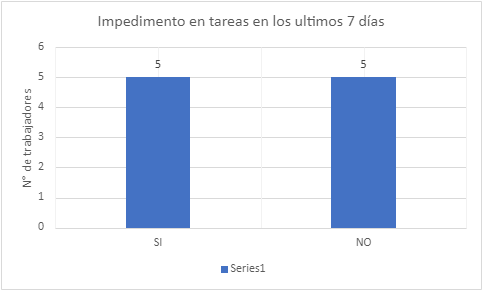 Impedimento en tareas en los ultimos 7 días
6
5
4
3
2
1
0
N° de trabajadores
5
5
SI
NO
Series1